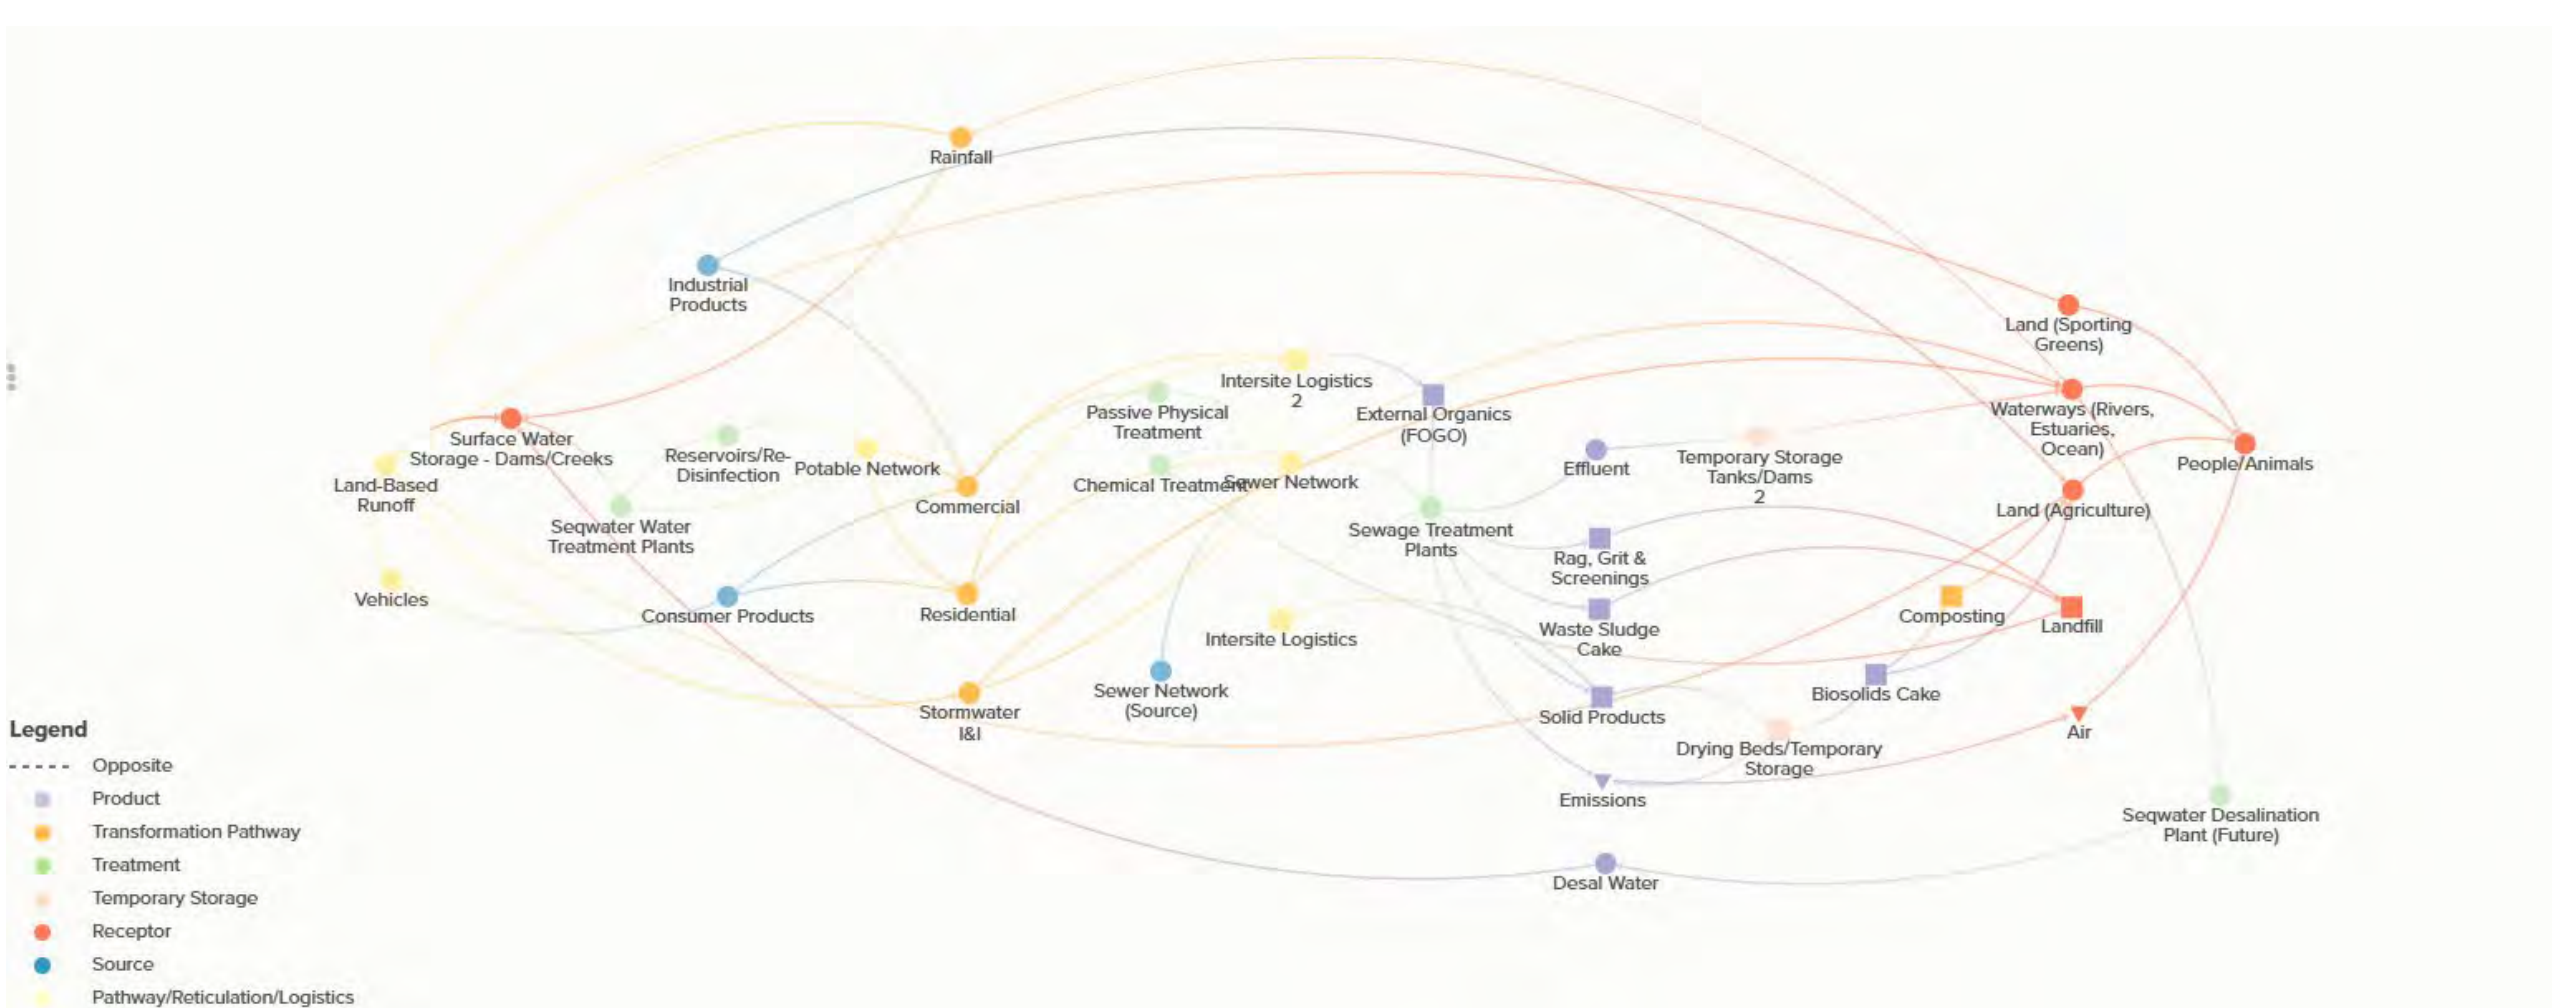 Rainfall
Industrial
Products
Land (Sporting
Greens)
Intersite Logistics
2
Passive Physical
Treatment
External Organics
(FOGO)
Waterways (Rivers,
Estuaries,
Ocean)
Surface Water
Storage - Dams/Creeks
Reservoirs/Re-
Disinfection
Potable Network
Effluent
Temporary Storage
Tanks/Dams
2
People/Animals
Land-Based
Runoff
Chemical Treatment
Sewer Network
Commercial
Land (Agriculture)
Seqwater Water
Treatment Plants
Sewage Treatment
Plants
Rag, Grit &
Screenings
Vehicles
Consumer Products
Residential
Intersite Logistics
Waste Sludge
Cake
Composting
Landfill
Sewer Network
(Source)
Biosolids Cake
Stormwater
I&I
Solid Products
Air
Drying Beds/Temporary
Storage
Emissions
Seqwater Desalination
Plant (Future)
Desal Water
Legend
Opposite
Product
Transformation Pathway
Treatment
Temporary Storage
Receptor
Source
Pathway/Reticulation/Logistics